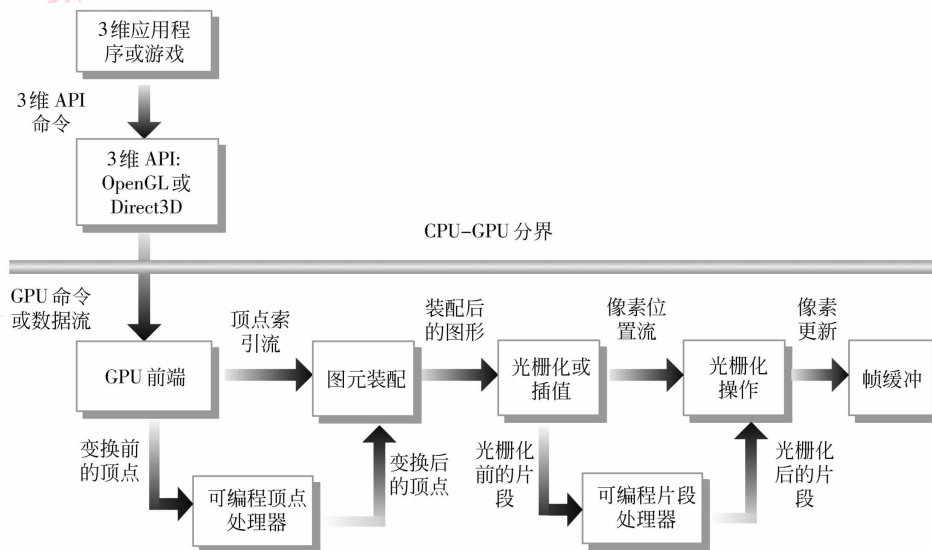 3维应用程
序或游戏
3维 API
命令
3维 API:
OpenGL 或
Direct3D
CPU-GPU 分界
GPU 命令
或数据流
顶点索
引流
装配后
的图形
像素位
置流
像素
更新
GPU 前端
图元装配
光栅化或
插值
光栅化
操作
帧缓冲
变换前
的顶点
变换后
的顶点
光栅化
前的片
段
光栅化
后的片
段
可编程顶点
处理器
可编程片段
处理器